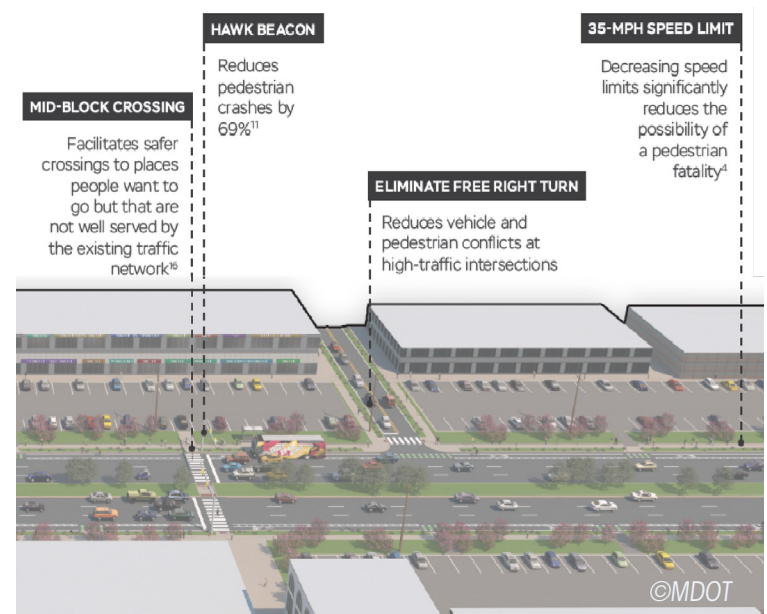 HAWK BEACON
Reduces
pedestrian
crashes by
69%¹¹
35-MPH SPEED LIMIT
Decreasing speed
limits significantly
reduces the
possibility of
a pedestrian
fatality⁴
MID-BLOCK CROSSING
Facilitates safer
crossings to places
people want to
go but that are
not well served by
the existing traffic
network¹⁶
ELIMINATE FREE RIGHT TURN
Reduces vehicle and
pedestrian conflicts at
high-traffic intersections
©MDOT